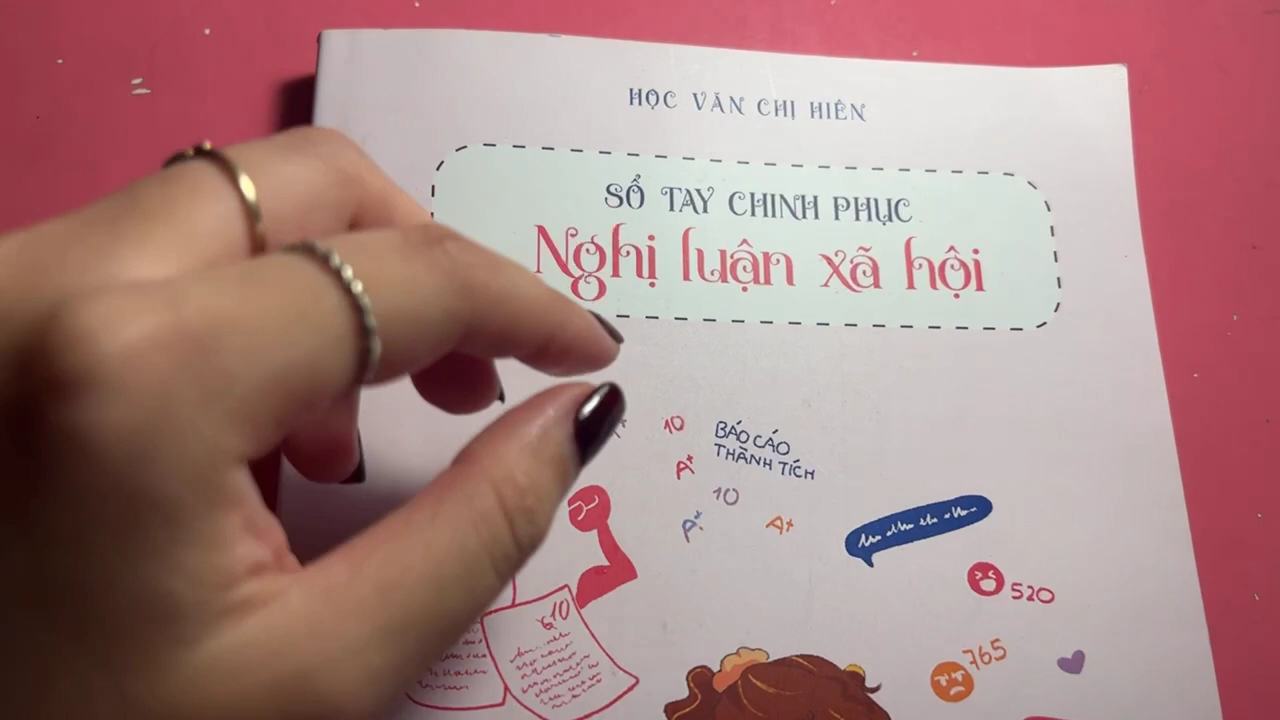 HỌC VĂN CHỊ HIÊN
SỔ TAY CHINH PHỤC
Nghị luận xã hội
10
BÁO CÁO
THÀNH TÍCH
A+
10
A+
A+
520
765
10